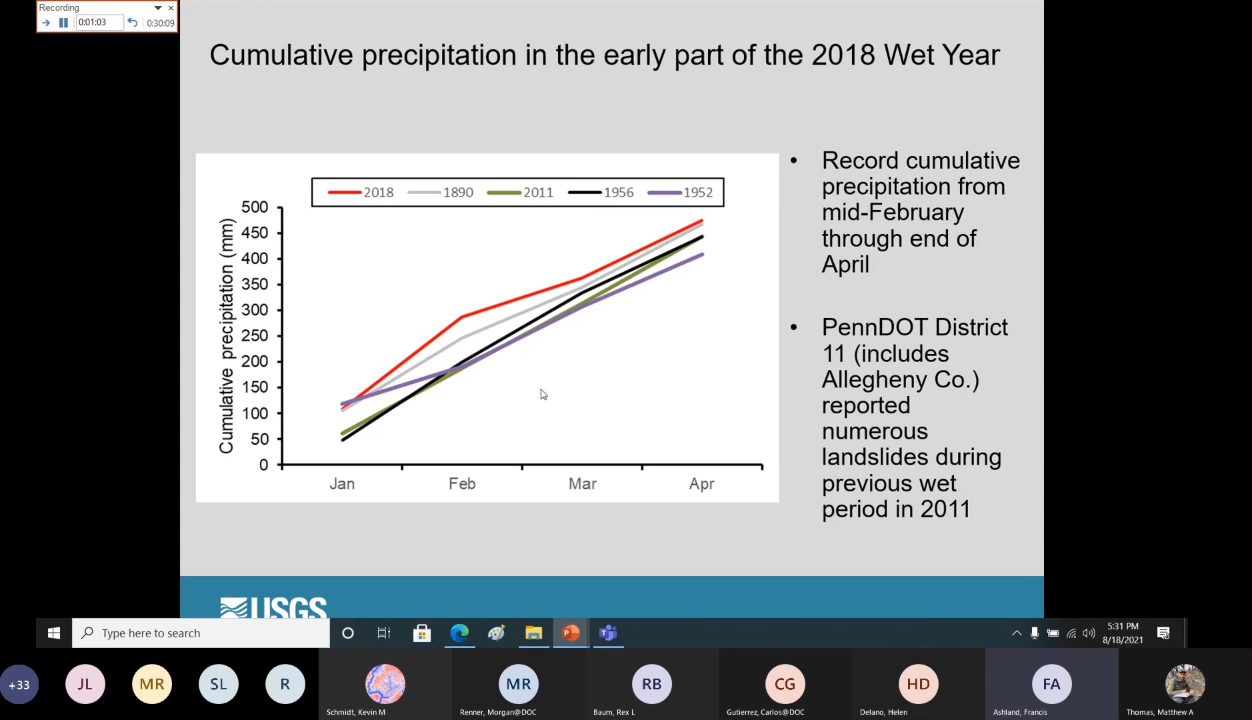 Recording
0:01:03
0:30:09
Cumulative precipitation in the early part of the 2018 Wet Year
2018 1890 2011 1956 1952
Cumulative precipitation (mm)
500
450
400
350
300
250
200
150
100
50
0
Jan Feb Mar Apr
• Record cumulative
precipitation from
mid-February
through end of
April
• PennDOT District
11 (includes
Allegheny Co.)
reported
numerous
landslides during
previous wet
period in 2011
USGS
Type here to search
5:31 PM
8/18/2021
+33
JL
MR
SL
R
Schmidt, Kevin M
MR
Renner, Morgan@DOC
RB
Baum, Rex L
CG
Gutierrez, Carlos@DOC
HD
Delano, Helen
FA
Ashland, Francis
Thomas, Matthew A